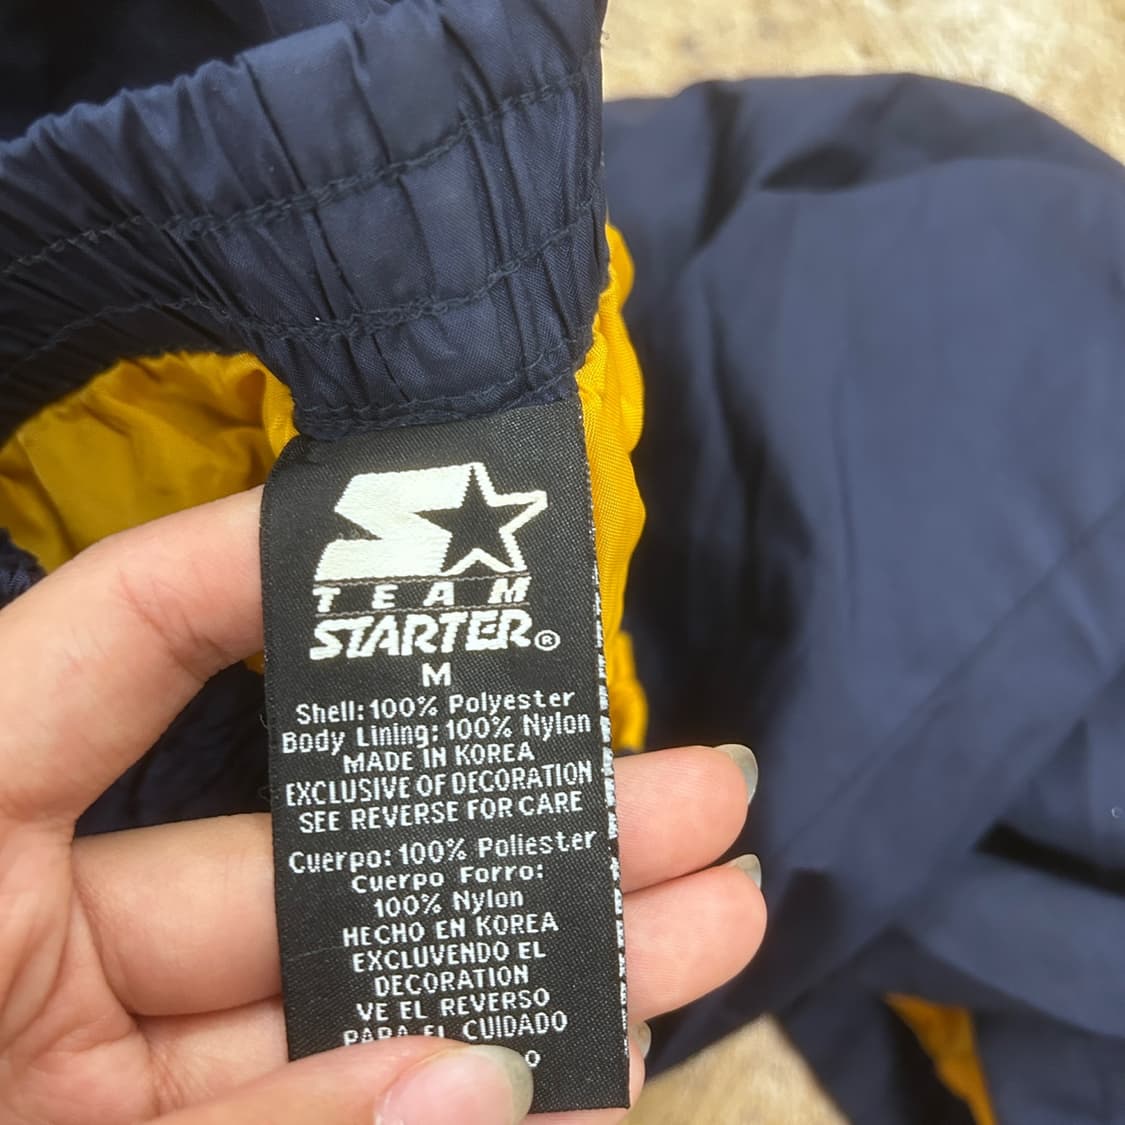 TEAM
STARTER®
M
Shell: 100% Polyester
Body Lining: 100% Nylon
MADE IN KOREA
EXCLUSIVE OF DECORATION
SEE REVERSE FOR CARE
Cuerpo: 100% Poliester
Cuerpo Forro:
100% Nylon
HECHO EN KOREA
EXCLUVENDO EL
DECORATION
VE EL REVERSO
PARA EL CUIDADO
O